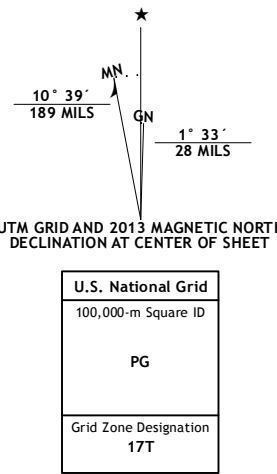 ★
MN
GN
10° 39´
189 MILS
1° 33´
28 MILS
UTM GRID AND 2013 MAGNETIC NORTH
DECLINATION AT CENTER OF SHEET
U.S. National Grid
100,000-m Square ID
PG
Grid Zone Designation
17T